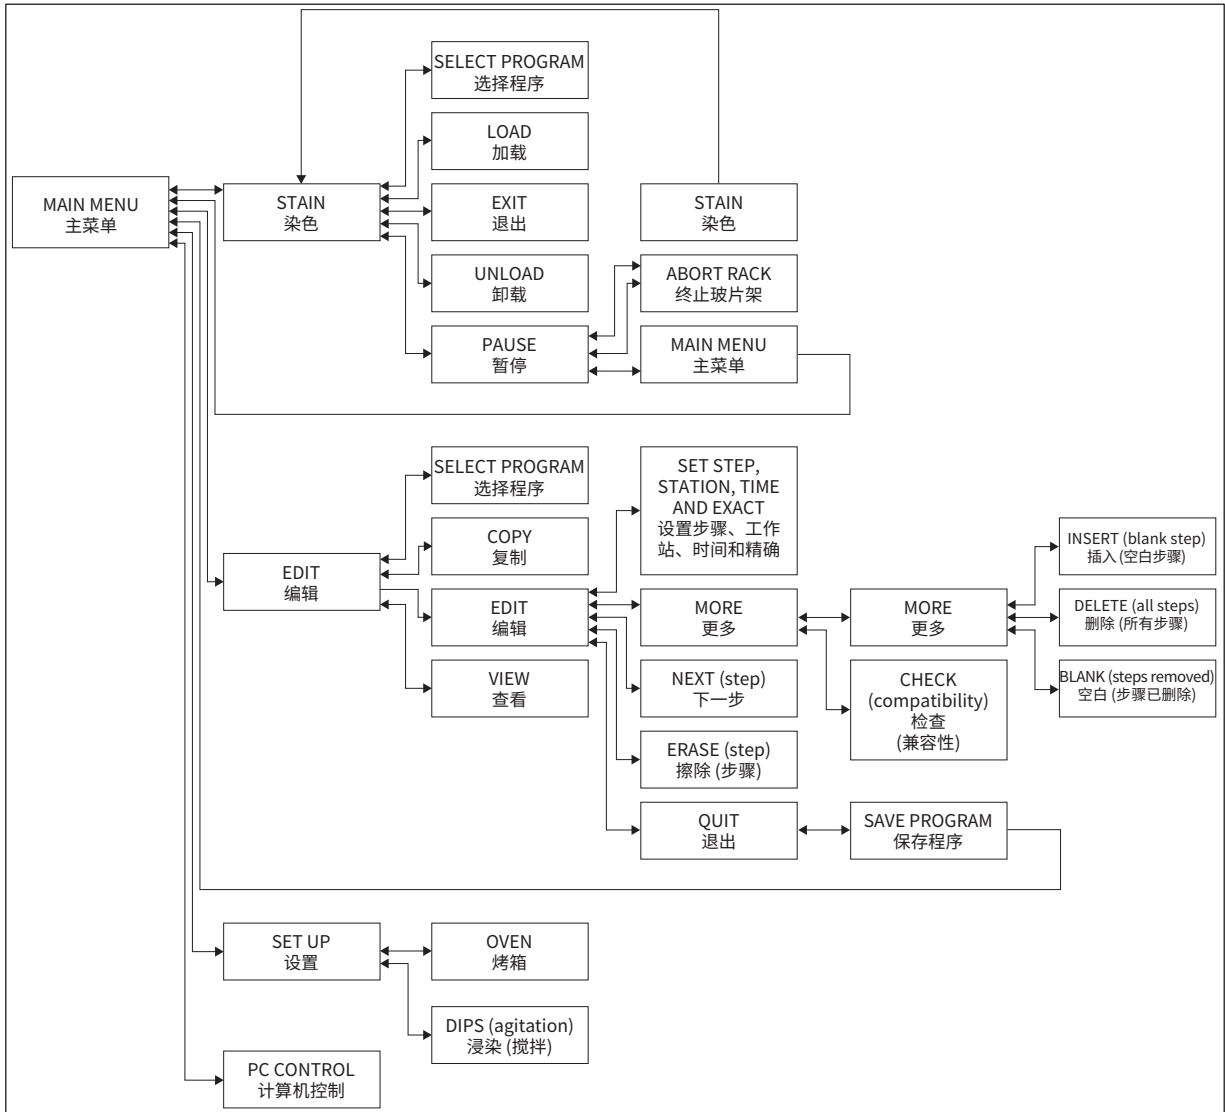 SELECT PROGRAM
选择程序
LOAD
加载
MAIN MENU
主菜单
STAIN
染色
EXIT
退出
STAIN
染色
UNLOAD
卸载
ABORT RACK
终止玻片架
PAUSE
暂停
MAIN MENU
主菜单
SELECT PROGRAM
选择程序
SET STEP,
STATION, TIME
AND EXACT
设置步骤、工作
站、时间和精确
COPY
复制
EDIT
编辑
EDIT
编辑
MORE
更多
MORE
更多
INSERT (blank step)
插入 (空白步骤)
DELETE (all steps)
删除 (所有步骤)
BLANK (steps removed)
空白 (步骤已删除)
VIEW
查看
NEXT (step)
下一步
CHECK
(compatibility)
检查
(兼容性)
ERASE (step)
擦除 (步骤)
QUIT
退出
SAVE PROGRAM
保存程序
SET UP
设置
OVEN
烤箱
DIPS (agitation)
浸染 (搅拌)
PC CONTROL
计算机控制